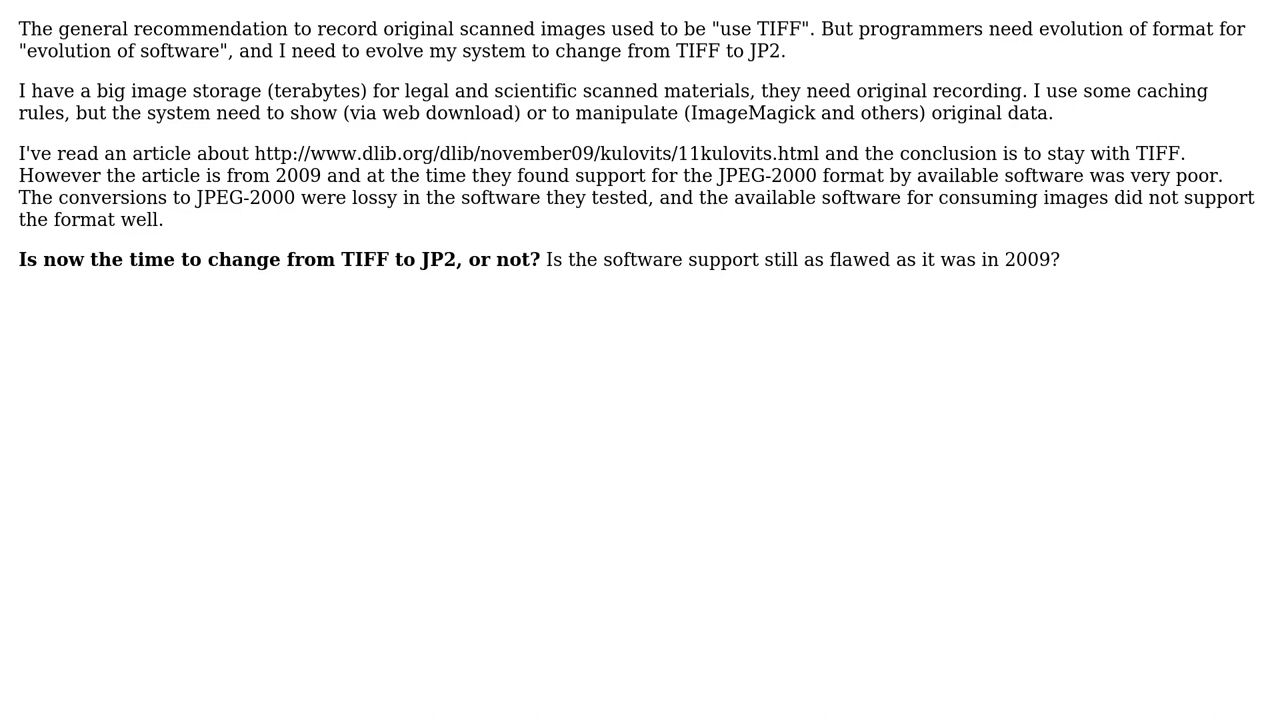 The general recommendation to record original scanned images used to be "use TIFF". But programmers need evolution of format for
"evolution of software", and I need to evolve my system to change from TIFF to JP2.
I have a big image storage (terabytes) for legal and scientific scanned materials, they need original recording. I use some caching
rules, but the system need to show (via web download) or to manipulate (ImageMagick and others) original data.
I've read an article about http://www.dlib.org/dlib/november09/kulovits/11kulovits.html and the conclusion is to stay with TIFF.
However the article is from 2009 and at the time they found support for the JPEG-2000 format by available software was very poor.
The conversions to JPEG-2000 were lossy in the software they tested, and the available software for consuming images did not support
the format well.
Is now the time to change from TIFF to JP2, or not? Is the software support still as flawed as it was in 2009?